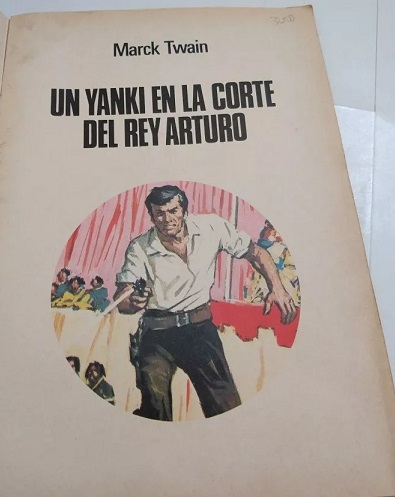 Marck Twain
UN YANKI EN LA CORTE
DEL REY ARTURO